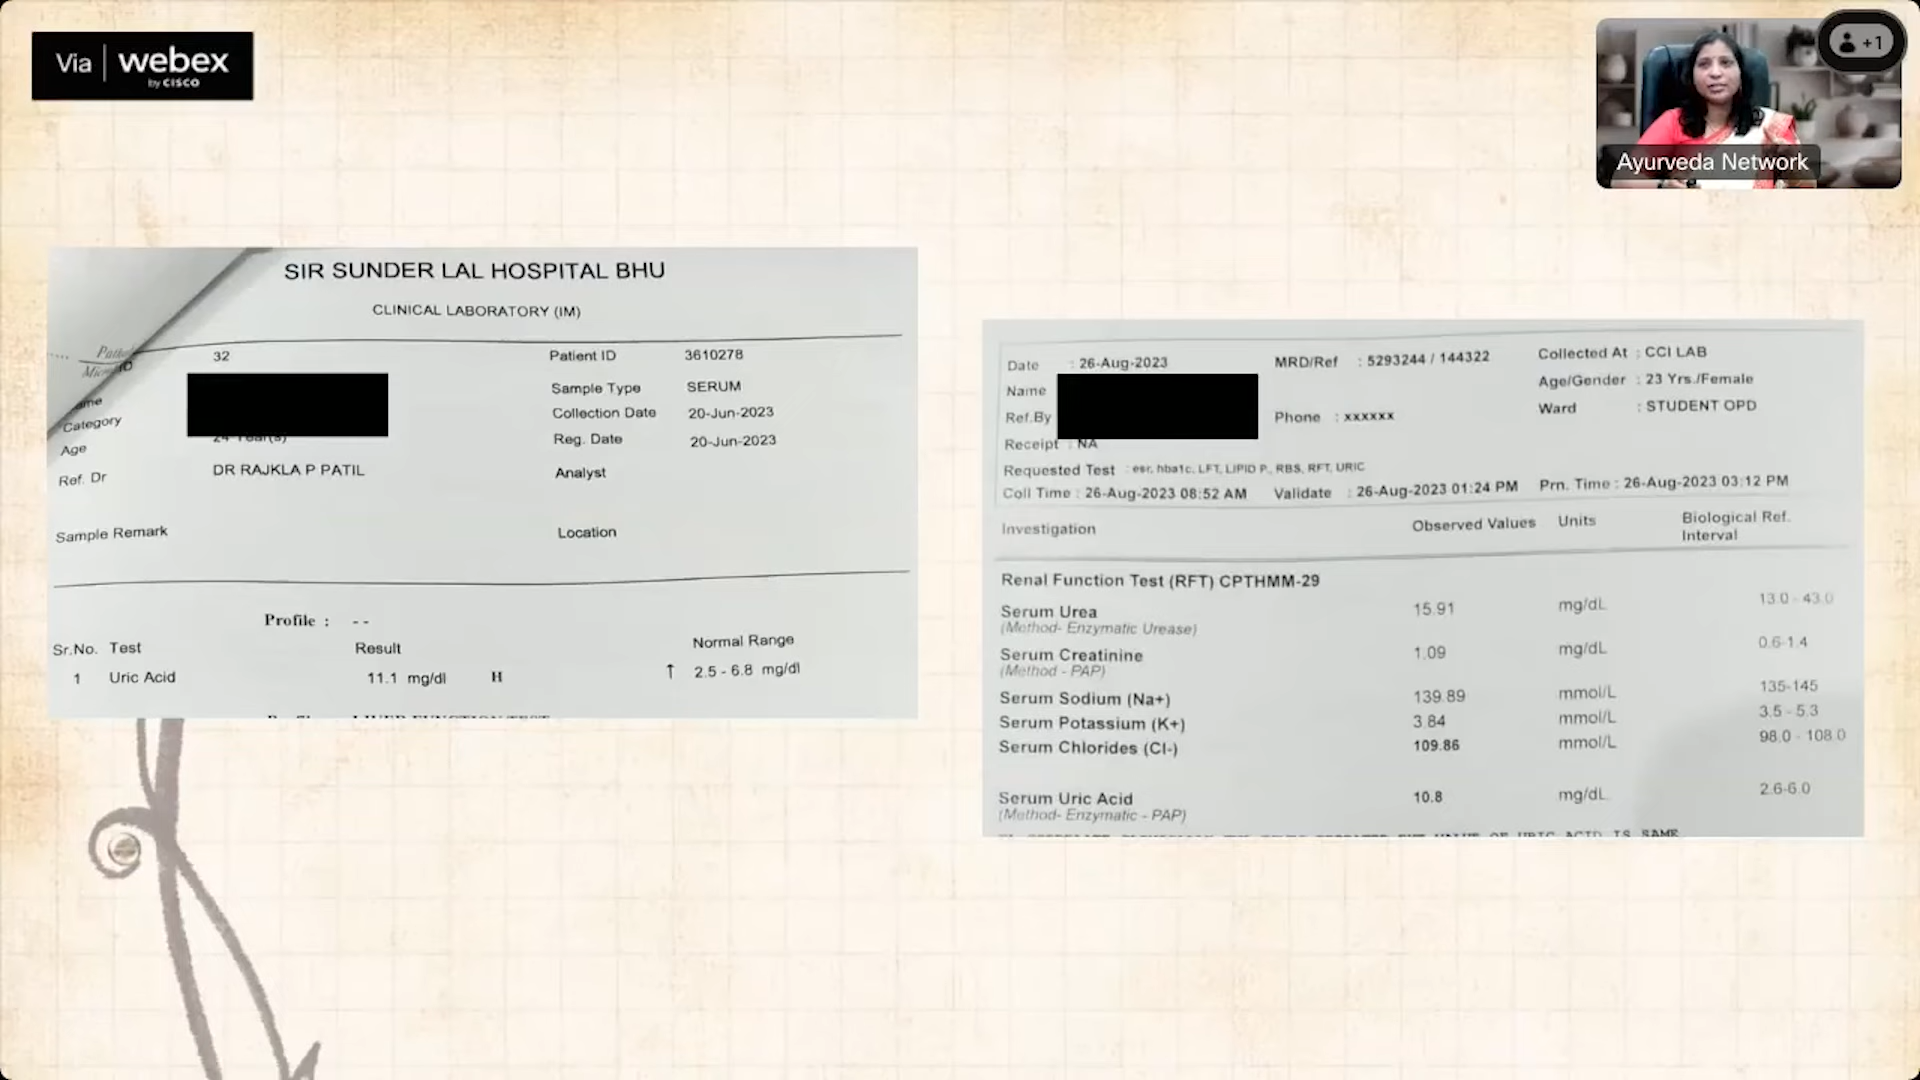 Via webex
by CISCO
+1
Ayurveda Network
SIR SUNDER LAL HOSPITAL BHU
CLINICAL LABORATORY (IM)
32 Patient ID 3610278
Sample Type SERUM
Category Collection Date 20-Jun-2023
Age 24 Year(s) Reg. Date 20-Jun-2023
Ref. Dr DR RAJKLA P PATIL Analyst
Sample Remark Location
Profile : --
Sr.No. Test Result Normal Range
1 Uric Acid 11.1 mg/dl H ↑ 2.5 - 6.8 mg/dl
Date : 26-Aug-2023 MRD/Ref : 5293244 / 144322 Collected At : CCI LAB
Name Age/Gender : 23 Yrs./Female
Ref.By Phone : xxxxxx Ward : STUDENT OPD
Receipt : NA
Requested Test : esr, hba1c, LFT, LIPID P., RBS, RFT, URIC
Coll Time : 26-Aug-2023 08:52 AM Validate : 26-Aug-2023 01:24 PM Prn. Time : 26-Aug-2023 03:12 PM
Investigation Observed Values Units Biological Ref.
Interval
Renal Function Test (RFT) CPTHMM-29
Serum Urea 15.91 mg/dL 13.0 - 43.0
(Method- Enzymatic Urease)
Serum Creatinine 1.09 mg/dL 0.6-1.4
(Method - PAP)
Serum Sodium (Na+) 139.89 mmol/L 135-145
Serum Potassium (K+) 3.84 mmol/L 3.5 - 5.3
Serum Chlorides (Cl-) 109.86 mmol/L 98.0 - 108.0
Serum Uric Acid 10.8 mg/dL 2.6-6.0
(Method- Enzymatic - PAP)